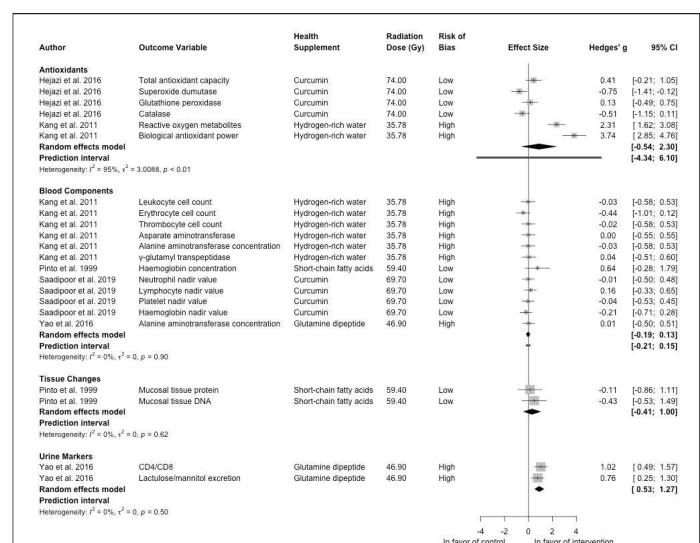 Author Outcome Variable Health Supplement Radiation Dose (Gy) Risk of Bias Effect Size Hedges' g 95% CI
Antioxidants
Hejazi et al. 2016 Total antioxidant capacity Curcumin 74.00 Low 0.41 [-0.21; 1.05]
Hejazi et al. 2016 Superoxide dumutase Curcumin 74.00 Low -0.75 [-1.41; -0.12]
Hejazi et al. 2016 Glutathione peroxidase Curcumin 74.00 Low 0.13 [-0.49; 0.75]
Hejazi et al. 2016 Catalase Curcumin 74.00 Low -0.51 [-1.15; 0.11]
Kang et al. 2011 Reactive oxygen metabolites Hydrogen-rich water 35.78 High 2.31 [ 1.62; 3.08]
Kang et al. 2011 Biological antioxidant power Hydrogen-rich water 35.78 High 3.74 [ 2.85; 4.76]
Random effects model [-0.54; 2.30]
Prediction interval [-4.34; 6.10]
Heterogeneity: I² = 95%, τ² = 3.0088, p < 0.01
Blood Components
Kang et al. 2011 Leukocyte cell count Hydrogen-rich water 35.78 High -0.03 [-0.58; 0.53]
Kang et al. 2011 Erythrocyte cell count Hydrogen-rich water 35.78 High -0.44 [-1.01; 0.12]
Kang et al. 2011 Thrombocyte cell count Hydrogen-rich water 35.78 High -0.02 [-0.58; 0.53]
Kang et al. 2011 Asparate aminotransferase Hydrogen-rich water 35.78 High 0.00 [-0.55; 0.55]
Kang et al. 2011 Alanine aminotransferase concentration Hydrogen-rich water 35.78 High -0.03 [-0.58; 0.53]
Kang et al. 2011 γ-glutamyl transpeptidase Hydrogen-rich water 35.78 High 0.04 [-0.51; 0.60]
Pinto et al. 1999 Haemoglobin concentration Short-chain fatty acids 59.40 Low 0.64 [-0.28; 1.79]
Saadipoor et al. 2019 Neutrophil nadir value Curcumin 69.70 Low -0.01 [-0.50; 0.48]
Saadipoor et al. 2019 Lymphocyte nadir value Curcumin 69.70 Low 0.16 [-0.33; 0.65]
Saadipoor et al. 2019 Platelet nadir value Curcumin 69.70 Low -0.04 [-0.53; 0.45]
Saadipoor et al. 2019 Haemoglobin nadir value Curcumin 69.70 Low -0.21 [-0.71; 0.28]
Yao et al. 2016 Alanine aminotransferase concentration Glutamine dipeptide 46.90 High 0.01 [-0.50; 0.51]
Random effects model [-0.19; 0.13]
Prediction interval [-0.21; 0.15]
Heterogeneity: I² = 0%, τ² = 0, p = 0.90
Tissue Changes
Pinto et al. 1999 Mucosal tissue protein Short-chain fatty acids 59.40 Low -0.11 [-0.86; 1.11]
Pinto et al. 1999 Mucosal tissue DNA Short-chain fatty acids 59.40 Low -0.43 [-0.53; 1.49]
Random effects model [-0.41; 1.00]
Prediction interval
Heterogeneity: I² = 0%, τ² = 0, p = 0.62
Urine Markers
Yao et al. 2016 CD4/CD8 Glutamine dipeptide 46.90 High 1.02 [ 0.49; 1.57]
Yao et al. 2016 Lactulose/mannitol excretion Glutamine dipeptide 46.90 High 0.76 [ 0.25; 1.30]
Random effects model [ 0.53; 1.27]
Prediction interval
Heterogeneity: I² = 0%, τ² = 0, p = 0.50
-4 -2 0 2 4
In favor of control In favor of intervention